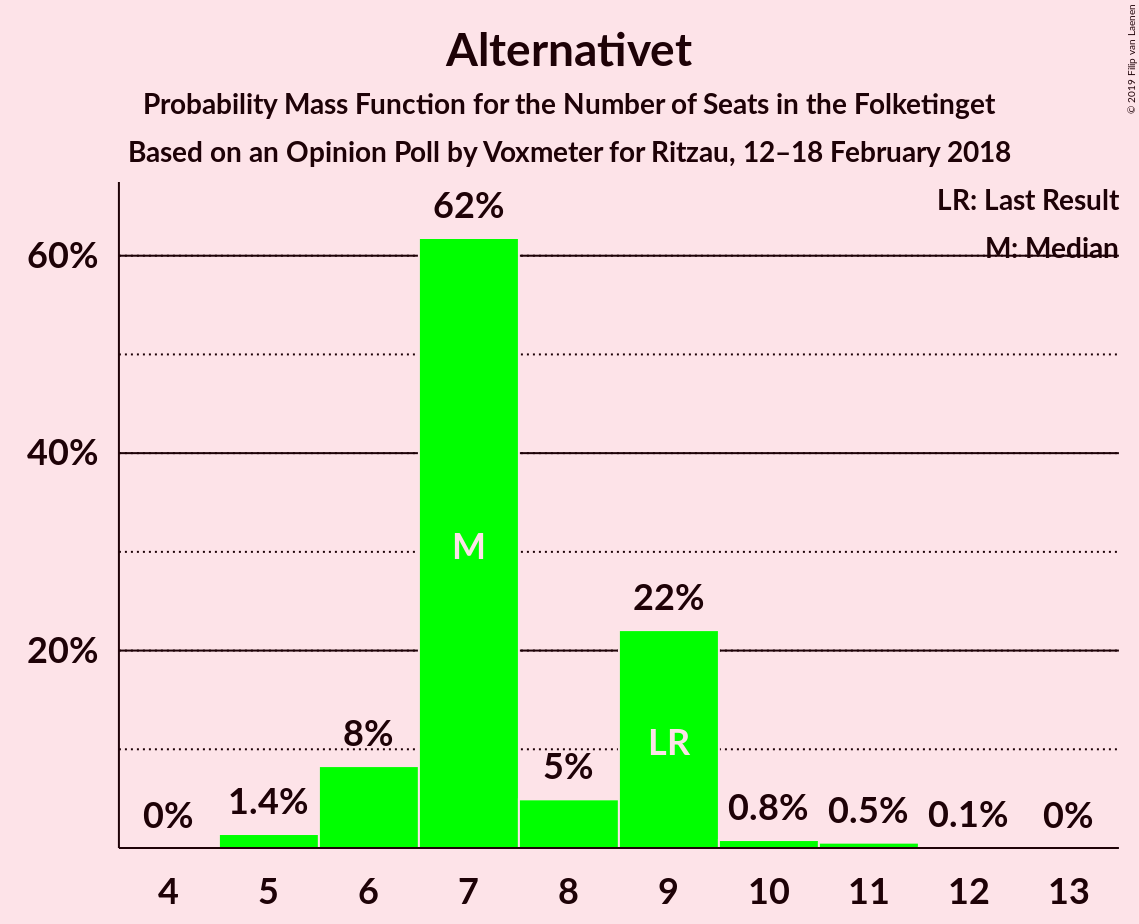 Alternativet
Probability Mass Function for the Number of Seats in the Folketinget
Based on an Opinion Poll by Voxmeter for Ritzau, 12–18 February 2018
© 2019 Filip van Laenen
LR: Last Result
M: Median
60%
40%
20%
0%
1.4%
8%
62%
5%
22%
0.8%
0.5%
0.1%
0%
M
LR
4 5 6 7 8 9 10 11 12 13